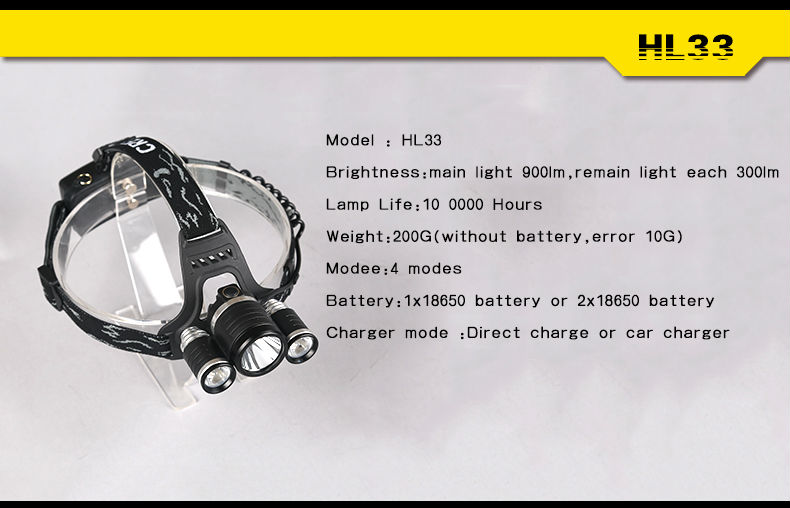 HL33
Model : HL33
Brightness:main light 900lm,remain light each 300lm
Lamp Life:10 0000 Hours
Weight:200G(without battery,error 10G)
Modee:4 modes
Battery:1x18650 battery or 2x18650 battery
Charger mode :Direct charge or car charger